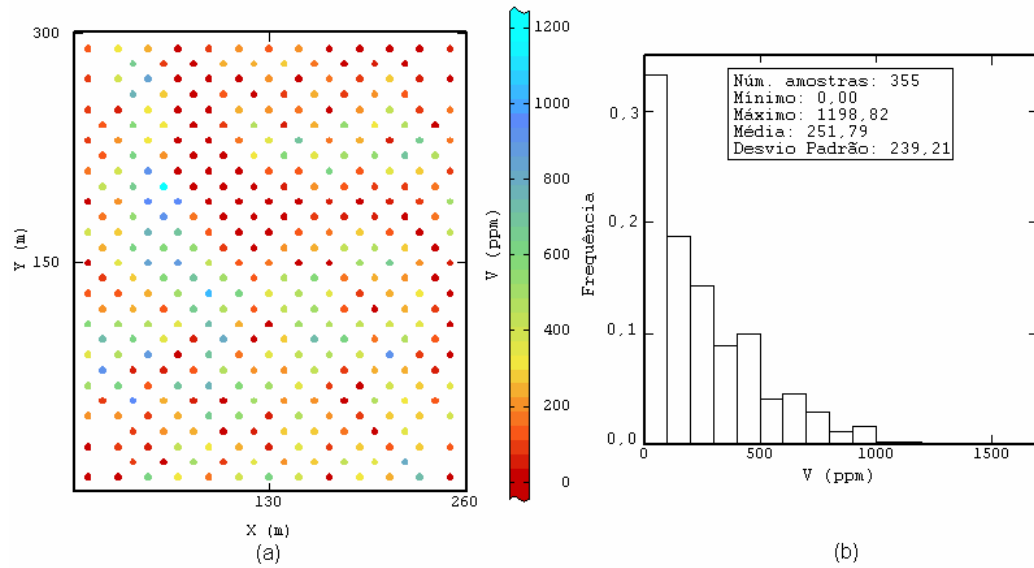 300
150
Y (m)
130
260
X (m)
(a)
1200
1000
800
600
400
200
0
V (ppm)
Núm. amostras: 355
Mínimo: 0,00
Máximo: 1198,82
Média: 251,79
Desvio Padrão: 239,21
0,3
0,2
0,1
0,0
Frequência
0
500
1000
1500
V (ppm)
(b)